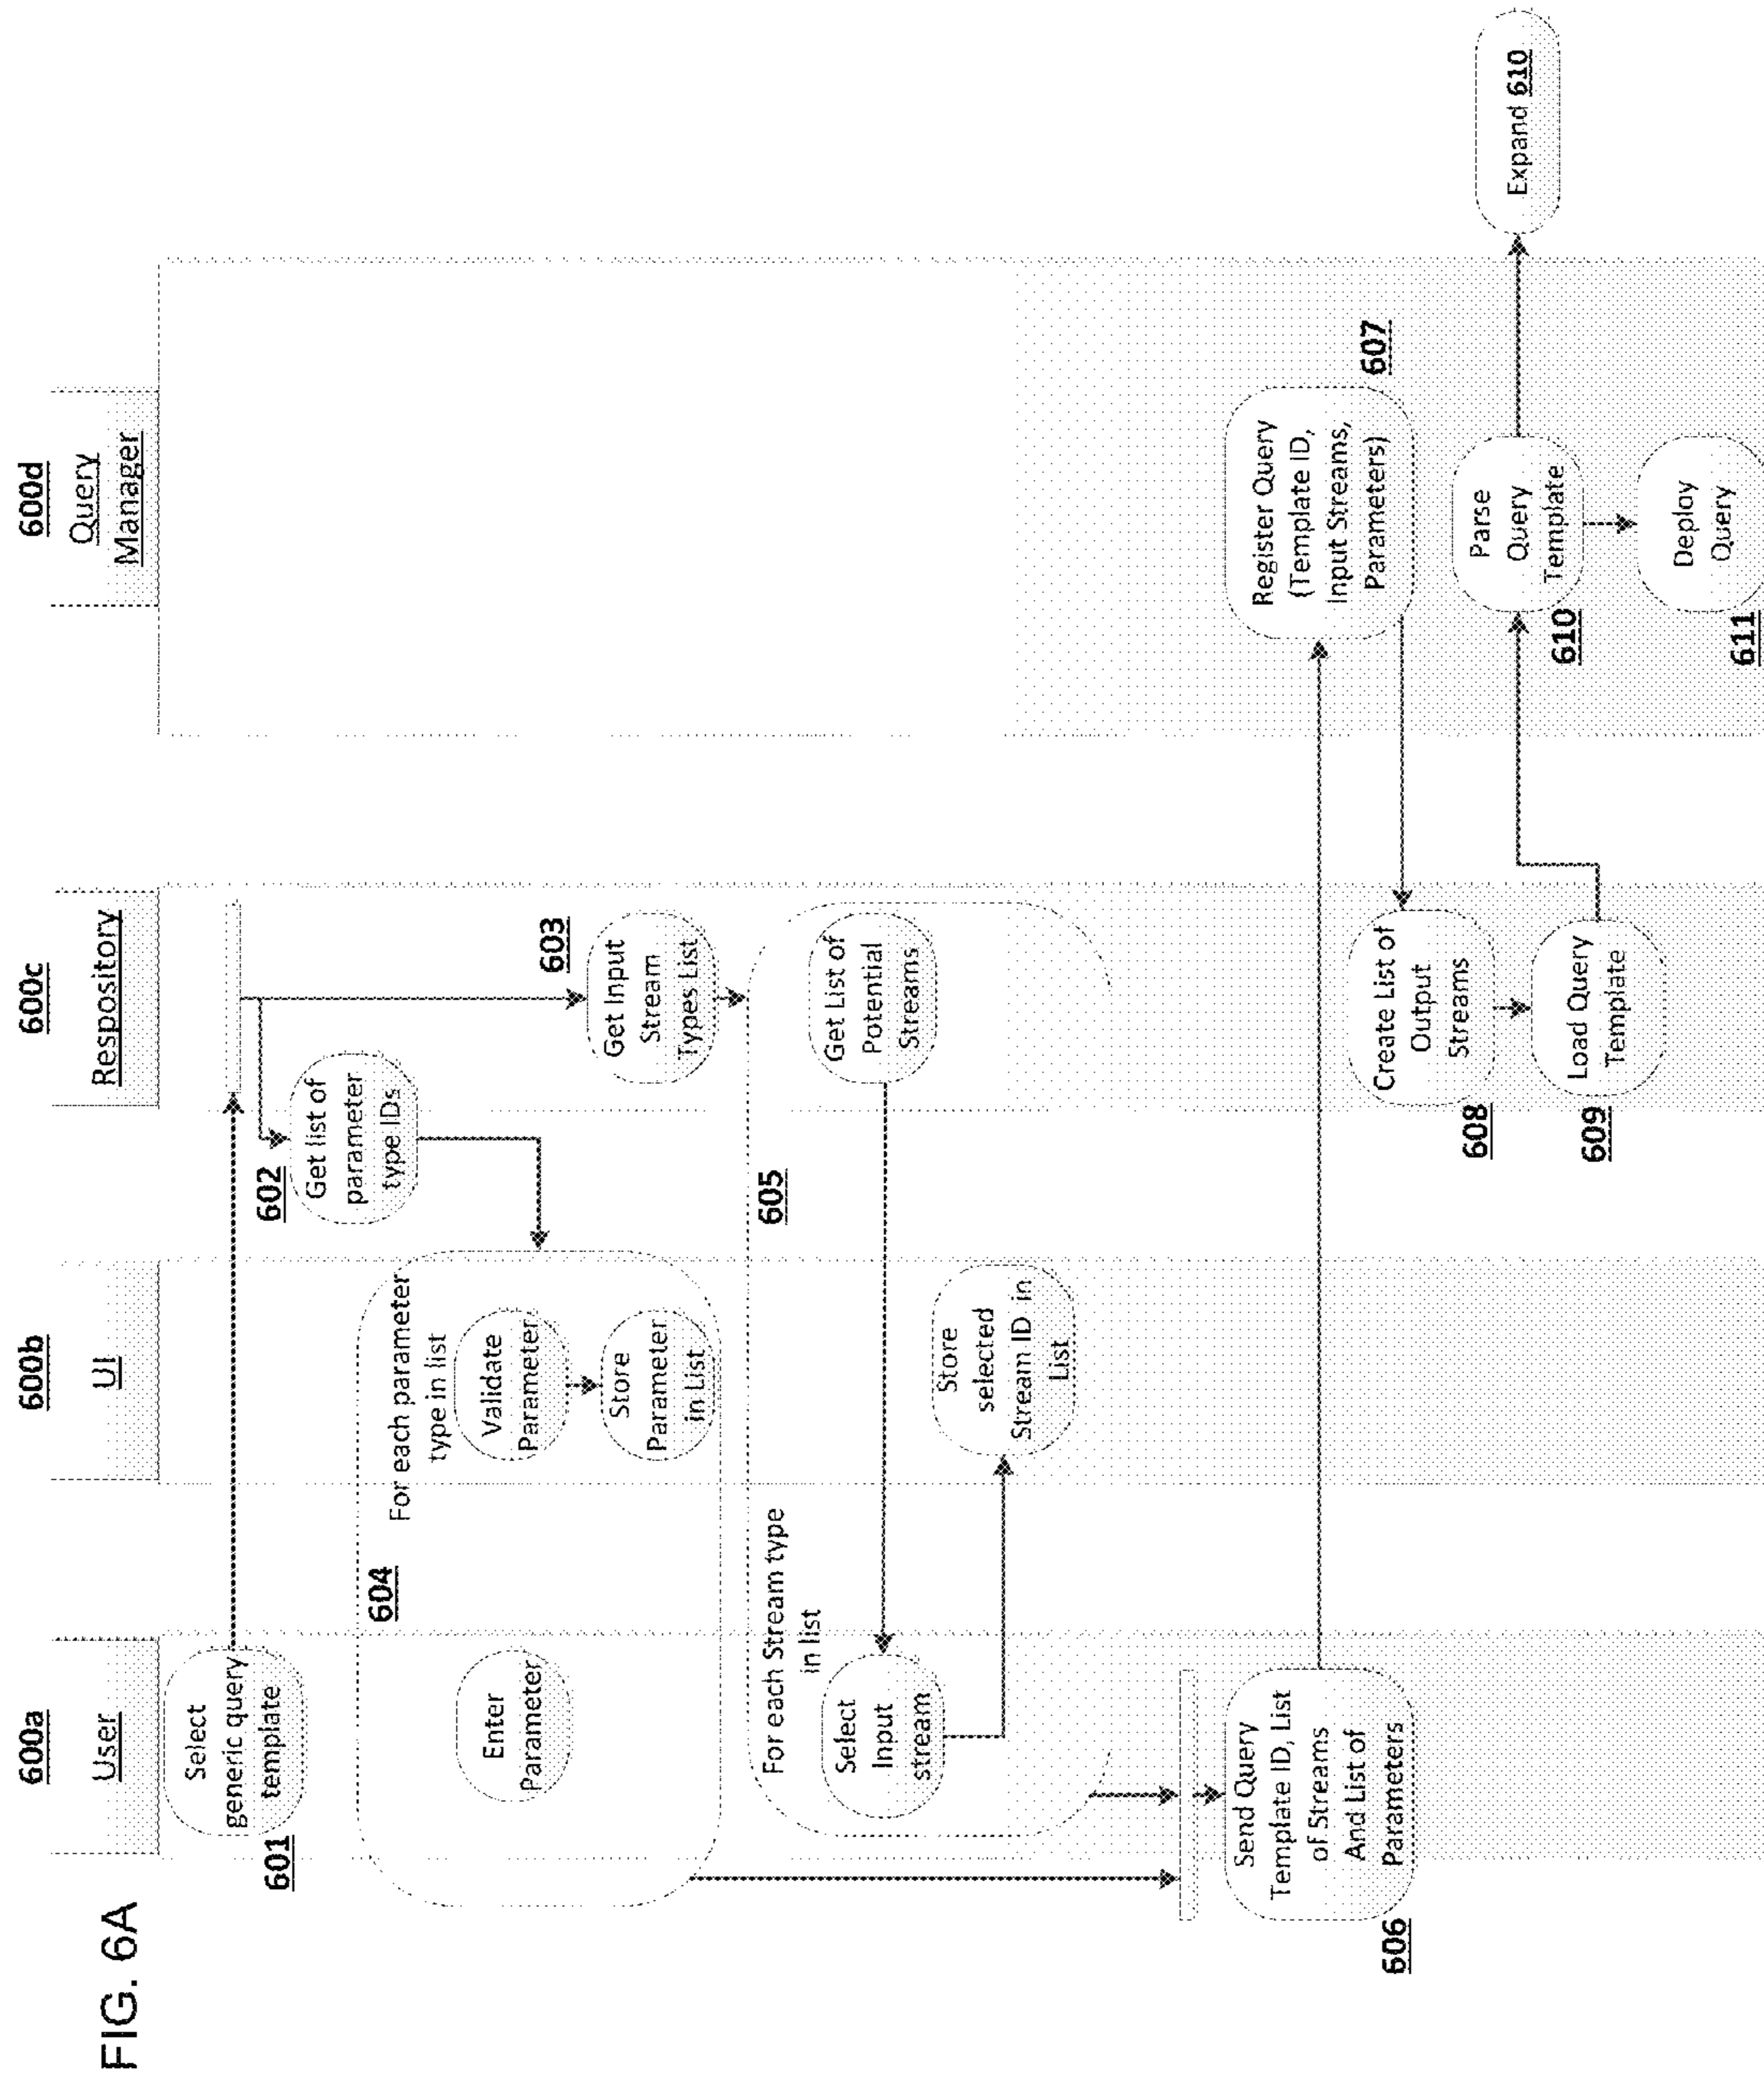 FIG. 6A
600a
User
600b
UI
600c
Respository
600d
Query
Manager
Select
generic query
template
601
602
Get list of
parameter
type IDs
603
Get Input
Stream
Types List
604
For each parameter
type in list
Enter
Parameter
Validate
Parameter
Store
Parameter
in List
605
For each Stream type
in list
Get List of
Potential
Streams
Select
Input
stream
Store
selected
Stream ID in
List
Send Query
Template ID, List
of Streams
And List of
Parameters
606
Register Query
(Template ID,
Input Streams,
Parameters)
607
Create List of
Output
Streams
608
Load Query
Template
609
Parse
Query
Template
610
Expand 610
Deploy
Query
611